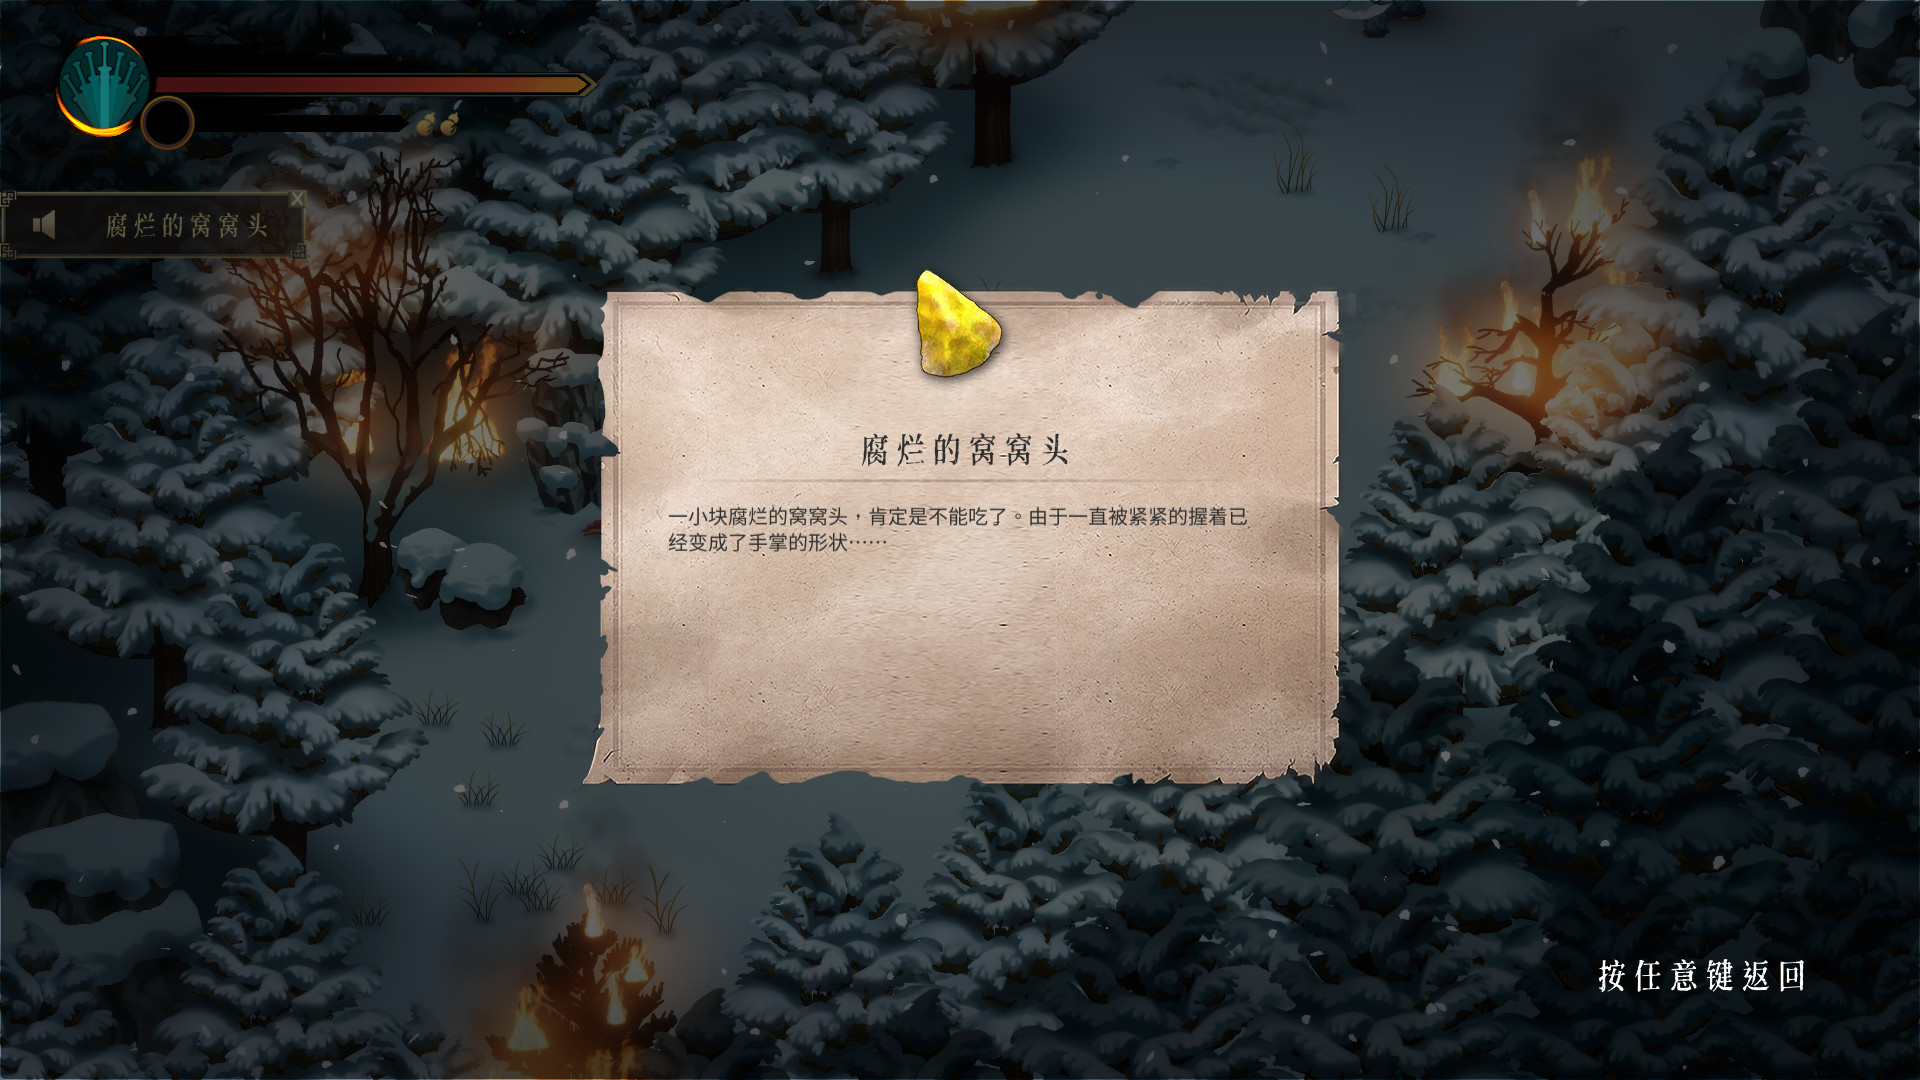 腐烂的窝窝头
腐烂的窝窝头
一小块腐烂的窝窝头，肯定是不能吃了。由于一直被紧紧的握着已
经变成了手掌的形状……
按任意键返回